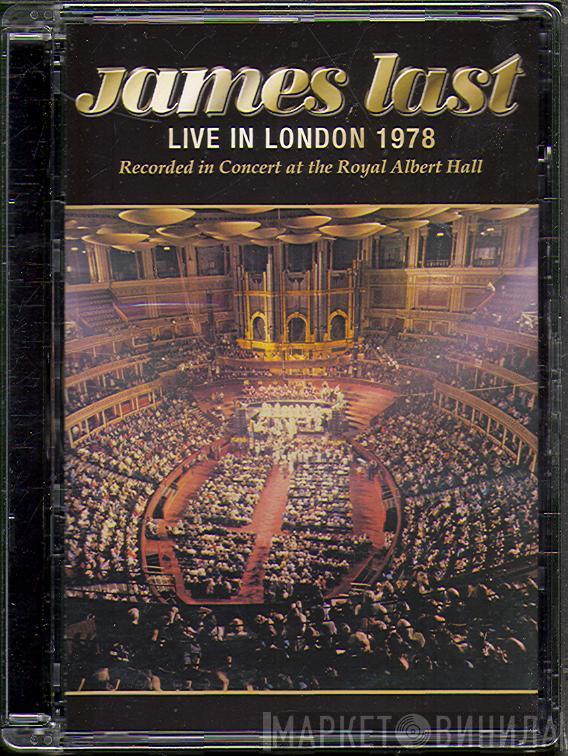 james last
LIVE IN LONDON 1978
Recorded in Concert at the Royal Albert Hall
МАРКЕТ ВИНИЛА